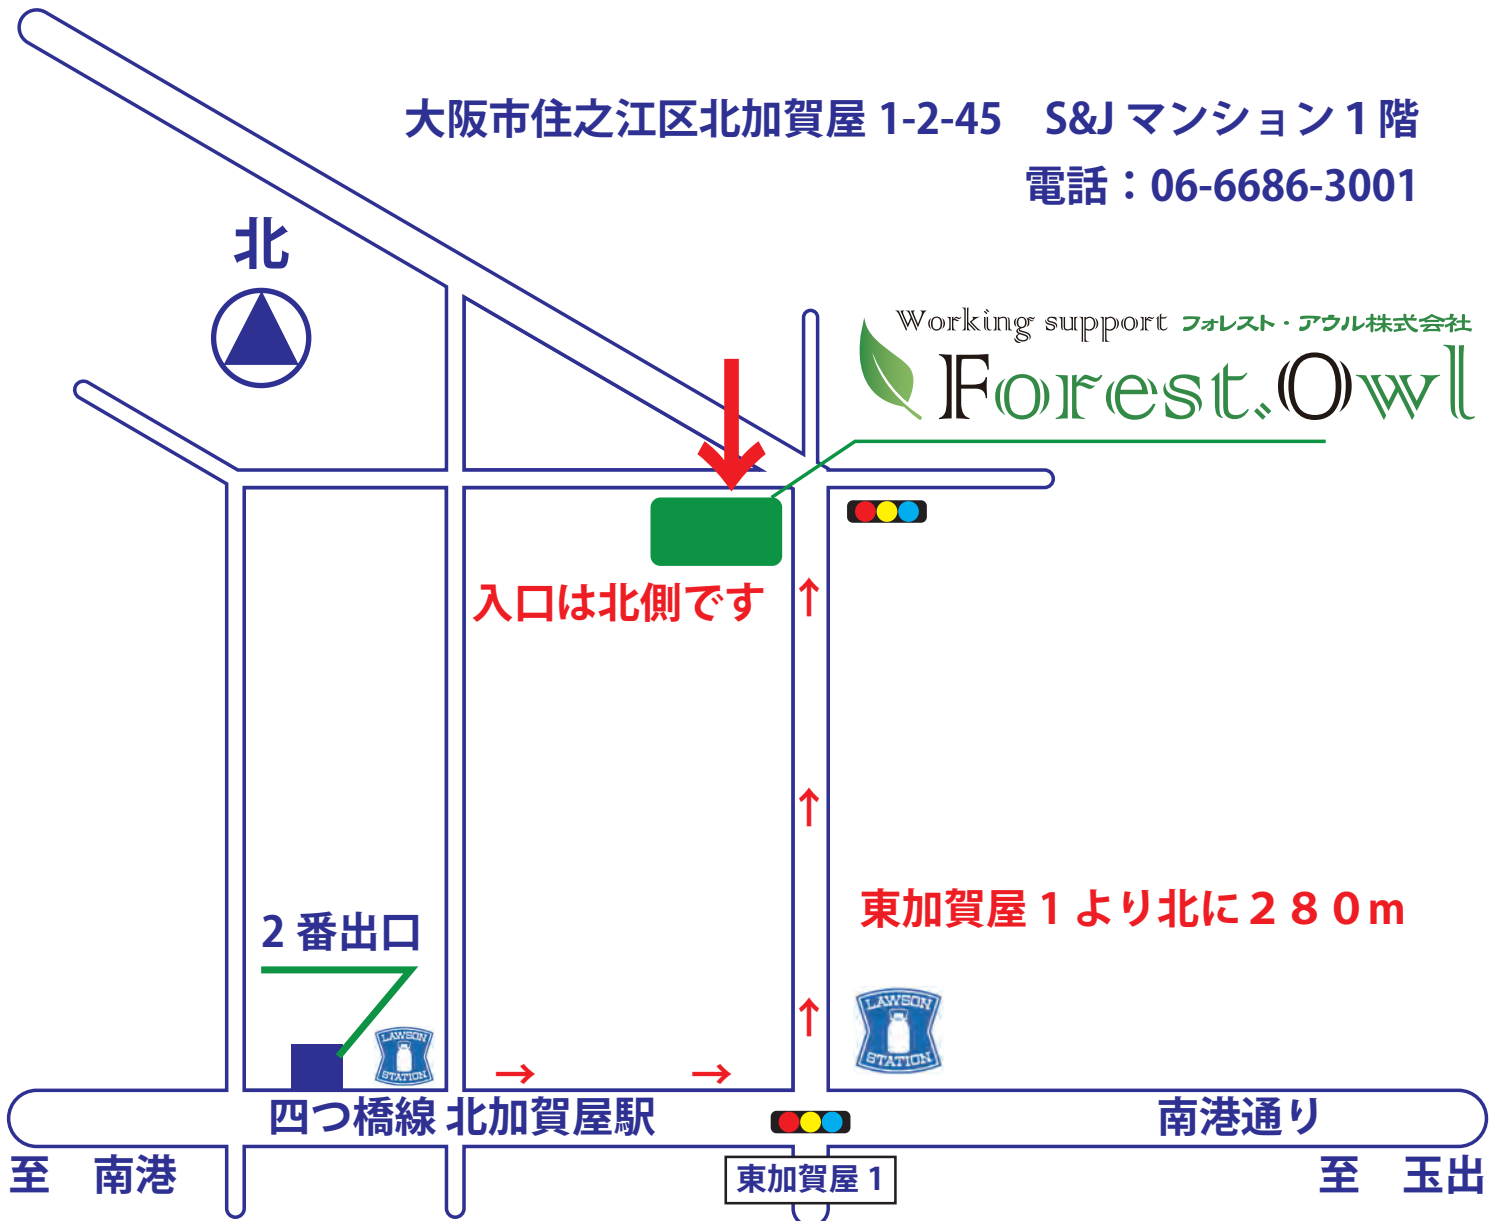 大阪市住之江区北加賀屋 1-2-45　S&J マンション 1 階
電話：06-6686-3001
北
Working support フォレスト・アウル株式会社
Forest Owl
入口は北側です
東加賀屋 1 より北に２８０m
2 番出口
LAWSON
STATION
LAWSON
STATION
四つ橋線 北加賀屋駅
南港通り
至　南港
東加賀屋 1
至　玉出